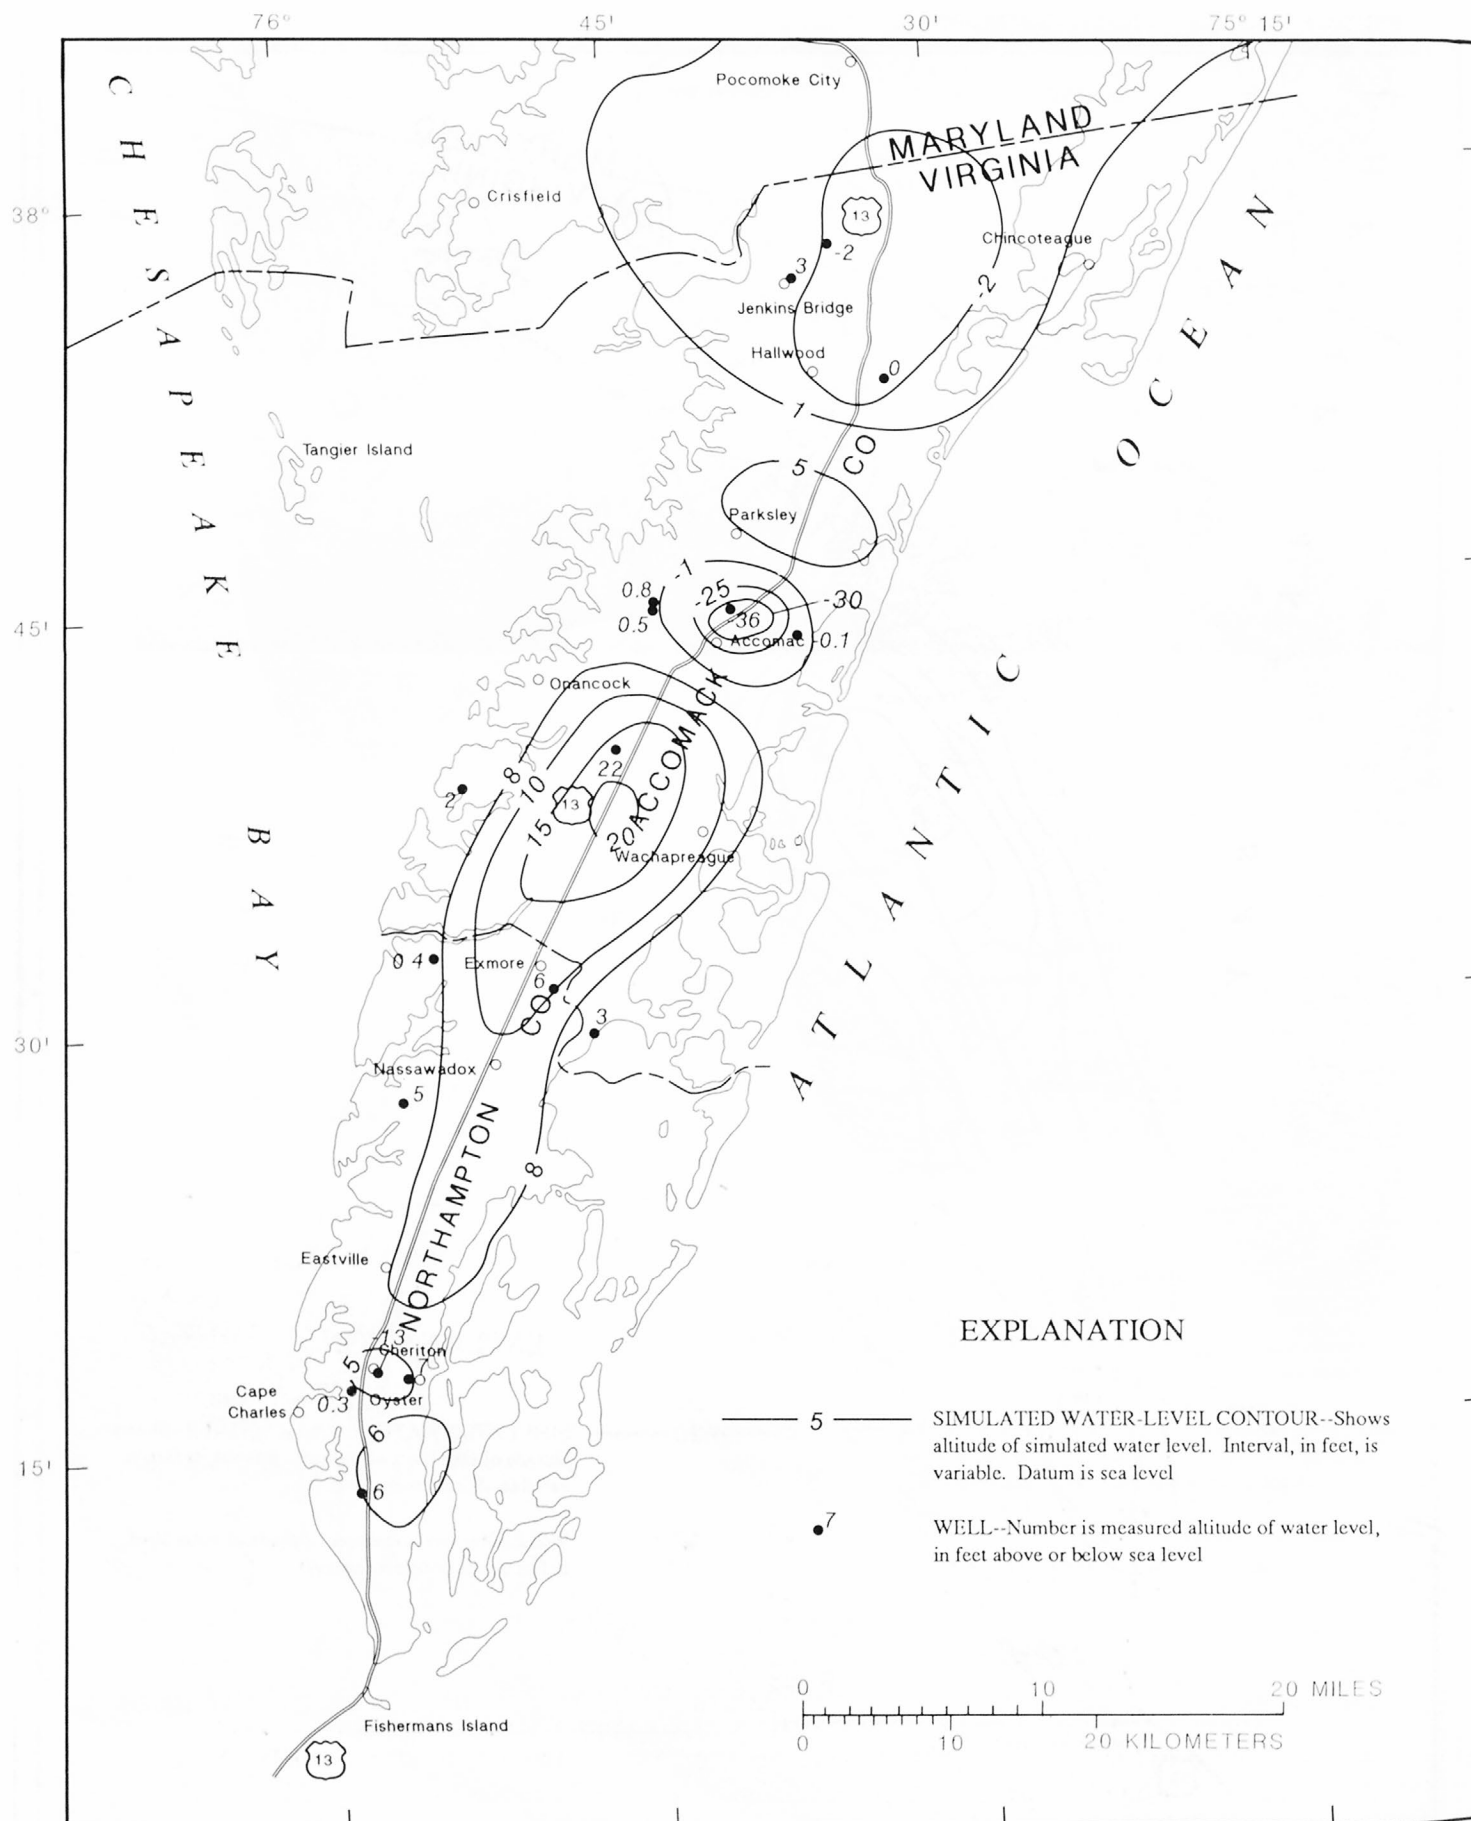 76°
45'
30'
75° 15'
CHESAPEAKE BAY
Pocomoke City
MARYLAND
VIRGINIA
Crisfield
38°
13
Chincoteague
-2
3
-2
Jenkins Bridge
Hallwood
0
1
ATLANTIC OCEAN
CO
Tangier Island
5
Parksley
-1
0.8
-25
-30
0.5
-36
45'
Accomac
-0.1
Onancock
ACCOMACK
22
8
10
2
13
15
20
Wachapreague
0 4
Exmore
6
CO
3
30'
Nassawadox
5
NORTHAMPTON
8
Eastville
-13
Cheriton
5
7
Cape
Charles
0.3
Oyster
6
15'
6
Fishermans Island
13
EXPLANATION
5
SIMULATED WATER-LEVEL CONTOUR--Shows
altitude of simulated water level. Interval, in feet, is
variable. Datum is sea level
7
WELL--Number is measured altitude of water level,
in feet above or below sea level
0 10 20 MILES
0 10 20 KILOMETERS